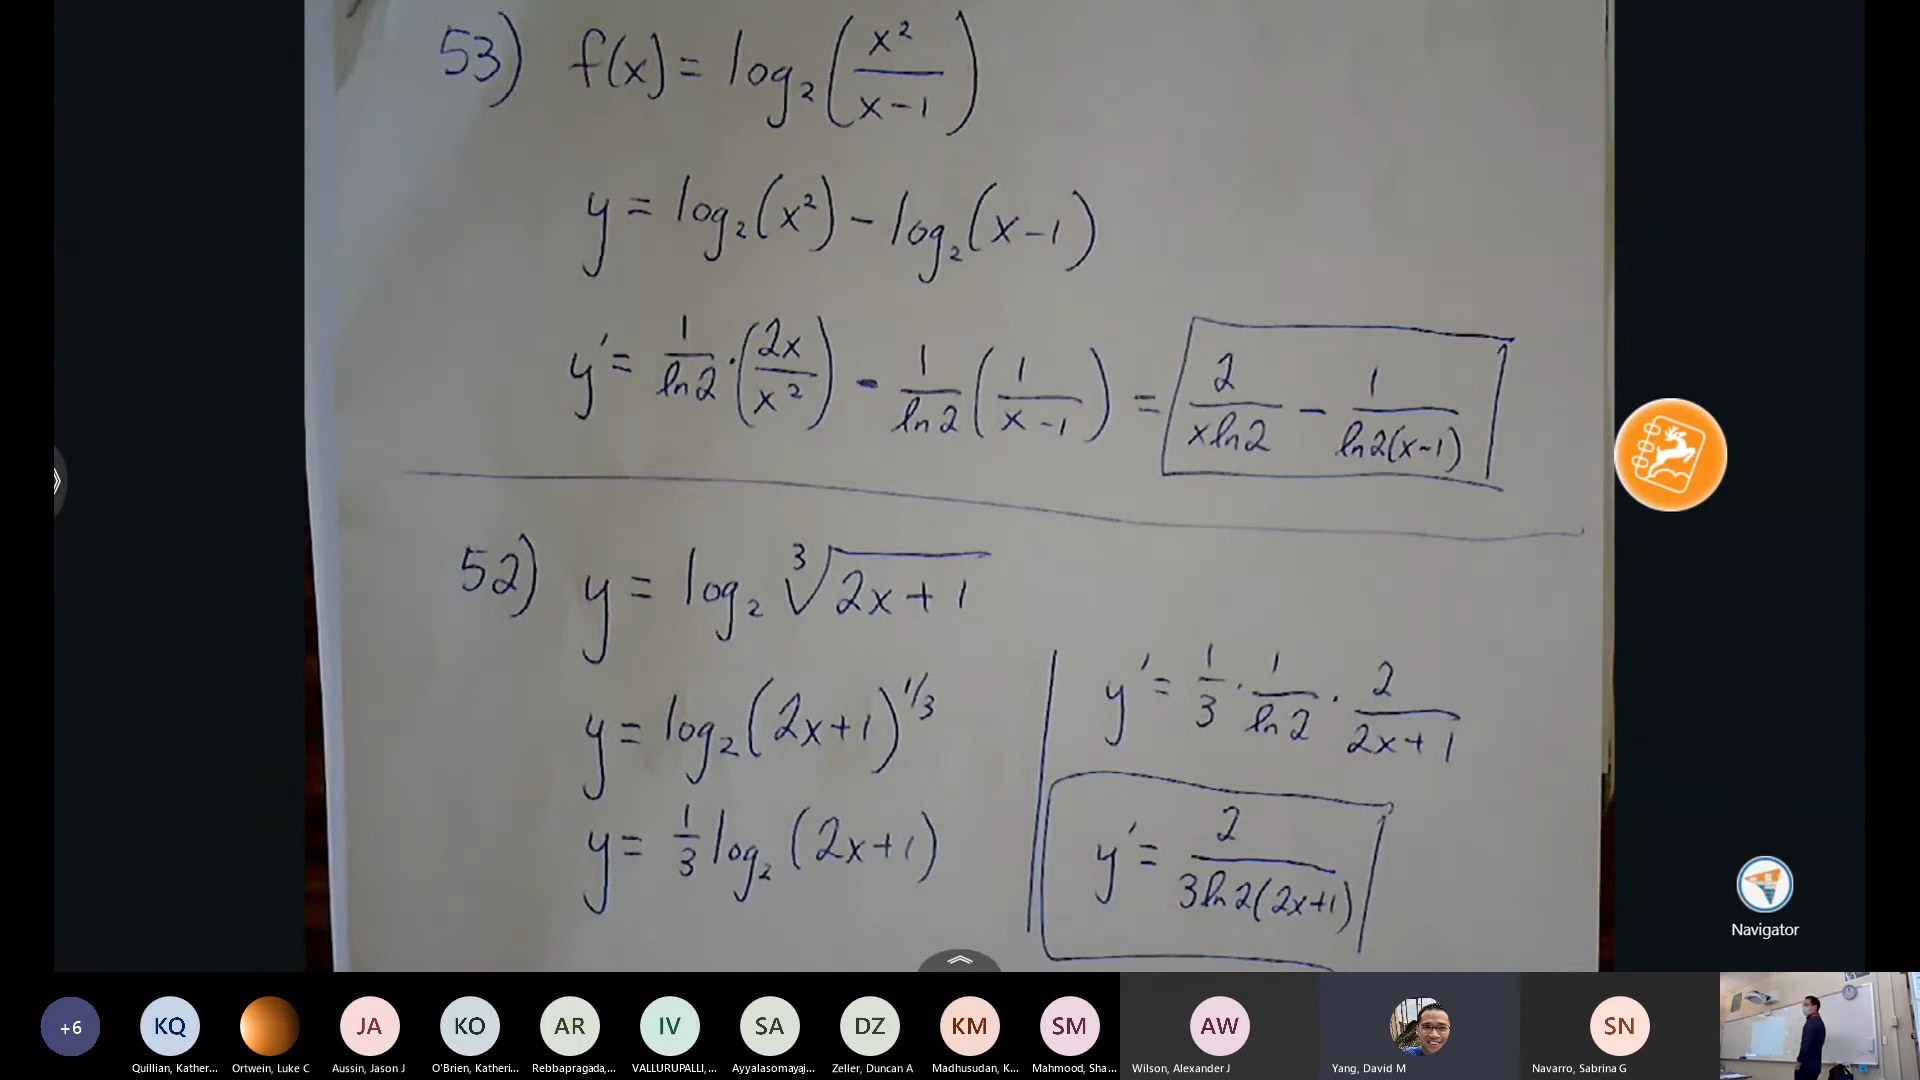 53) f(x) = log₂(x²/(x-1))
y = log₂(x²) - log₂(x-1)
y' = 1/ln2 · (2x/x²) - 1/ln2 (1/(x-1)) = 2/(x ln2) - 1/(ln2(x-1))
52) y = log₂ ∛(2x+1)
y = log₂(2x+1)^(1/3)
y = 1/3 log₂(2x+1)
y' = 1/3 · 1/ln2 · 2/(2x+1)
y' = 2/(3ln2(2x+1))
Navigator
+6
KQ
JA
KO
AR
IV
SA
DZ
KM
SM
AW
SN
Quillian, Kather...
Ortwein, Luke C
Aussin, Jason J
O'Brien, Katheri...
Rebbapragada,...
VALLURUPALLI,...
Ayyalasomayaj...
Zeller, Duncan A
Madhusudan, K...
Mahmood, Sha...
Wilson, Alexander J
Yang, David M
Navarro, Sabrina G